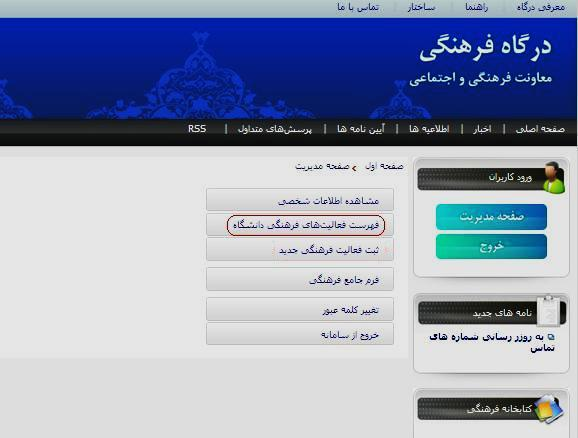 معرفی درگاه | راهنما | ساختار | تماس با ما
درگاه فرهنگی
معاونت فرهنگی و اجتماعی
صفحه اصلی | اخبار | اطلاعیه ها | آیین نامه ها | پرسش‌های متداول | RSS
ورود کاربران
صفحه مدیریت
خروج
صفحه اول › صفحه مدیریت
مشاهده اطلاعات شخصی
فهرست فعالیت‌های فرهنگی دانشگاه
ثبت فعالیت فرهنگی جدید
فرم جامع فرهنگی
تغییر کلمه عبور
خروج از سامانه
نامه های جدید
به روزر رسانی شماره های
تماس
کتابخانه فرهنگی